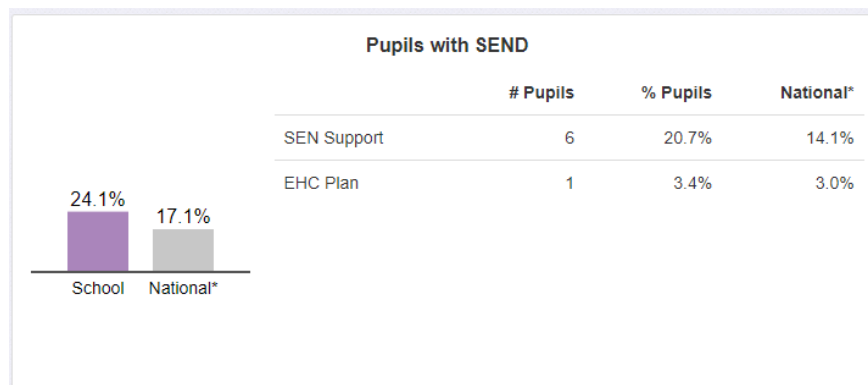 Pupils with SEND
# Pupils % Pupils National*
SEN Support 6 20.7% 14.1%
EHC Plan 1 3.4% 3.0%
24.1% 17.1%
School National*